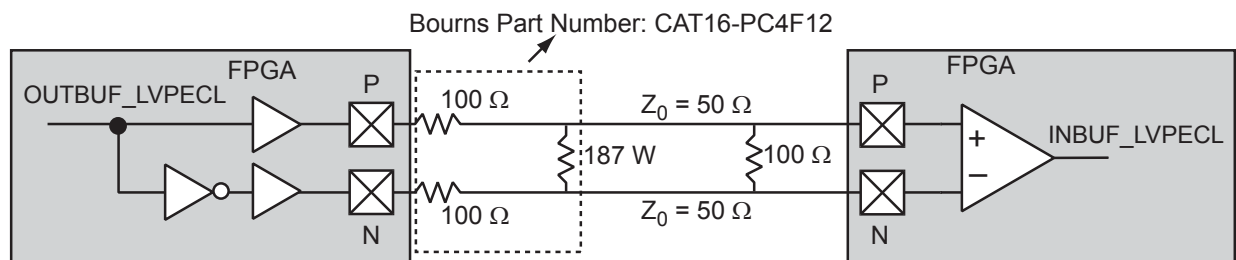 Bourns Part Number: CAT16-PC4F12
FPGA
OUTBUF_LVPECL
P
100 Ω
Z0 = 50 Ω
P
FPGA
187 W
100 Ω
+
−
INBUF_LVPECL
N
100 Ω
Z0 = 50 Ω
N